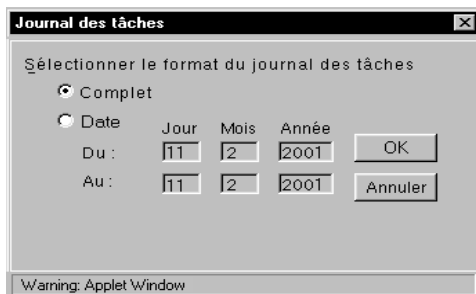 Journal des tâches
Sélectionner le format du journal des tâches
Complet
Date
Jour Mois Année
Du : 11 2 2001 OK
Au : 11 2 2001 Annuler
Warning: Applet Window